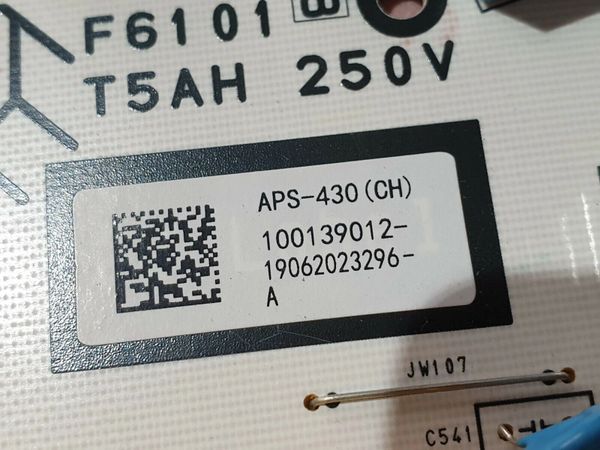 F6101
T5AH 250V
APS-430(CH)
100139012-
19062023296-
A
JW107
C541